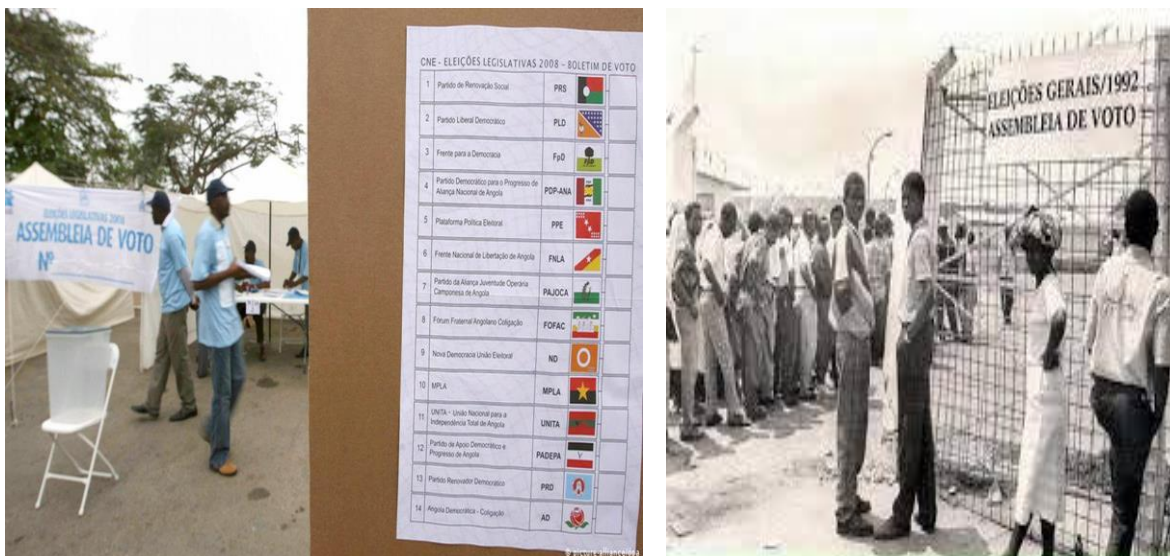 ELEIÇÕES LEGISLATIVAS 2008
ASSEMBLEIA DE VOTO
Nº
CNE - ELEIÇÕES LEGISLATIVAS 2008 - BOLETIM DE VOTO
1 Partido de Renovação Social PRS
2 Partido Liberal Democrático PLD
3 Frente para a Democracia FpD
4 Partido Democrático para o Progresso de
Aliança Nacional de Angola PDP-ANA
5 Plataforma Política Eleitoral PPE
6 Frente Nacional de Libertação de Angola FNLA
7 Partido da Aliança Juventude Operária
Camponesa de Angola PAJOCA
8 Fórum Fraternal Angolano Coligação FOFAC
9 Nova Democracia União Eleitoral ND
10 MPLA MPLA
11 UNITA - União Nacional para a
Independência Total de Angola UNITA
12 Partido de Apoio Democrático e
Progresso de Angola PADEPA
13 Partido Renovador Democrático PRD
14 Angola Democrática - Coligação AD
© picture alliance/dpa
ELEIÇÕES GERAIS/1992
ASSEMBLEIA DE VOTO